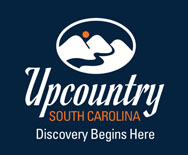 Upcountry
SOUTH CAROLINA
Discovery Begins Here